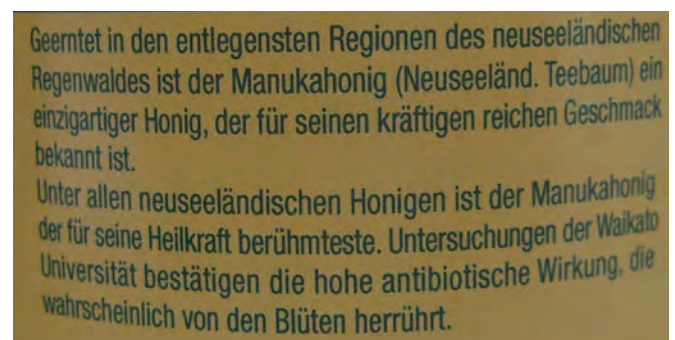 Geerntet in den entlegensten Regionen des neuseeländischen
Regenwaldes ist der Manukahonig (Neuseeländ. Teebaum) ein
einzigartiger Honig, der für seinen kräftigen reichen Geschmack
bekannt ist.
Unter allen neuseeländischen Honigen ist der Manukahonig
der für seine Heilkraft berühmteste. Untersuchungen der Waikato
Universität bestätigen die hohe antibiotische Wirkung, die
wahrscheinlich von den Blüten herrührt.